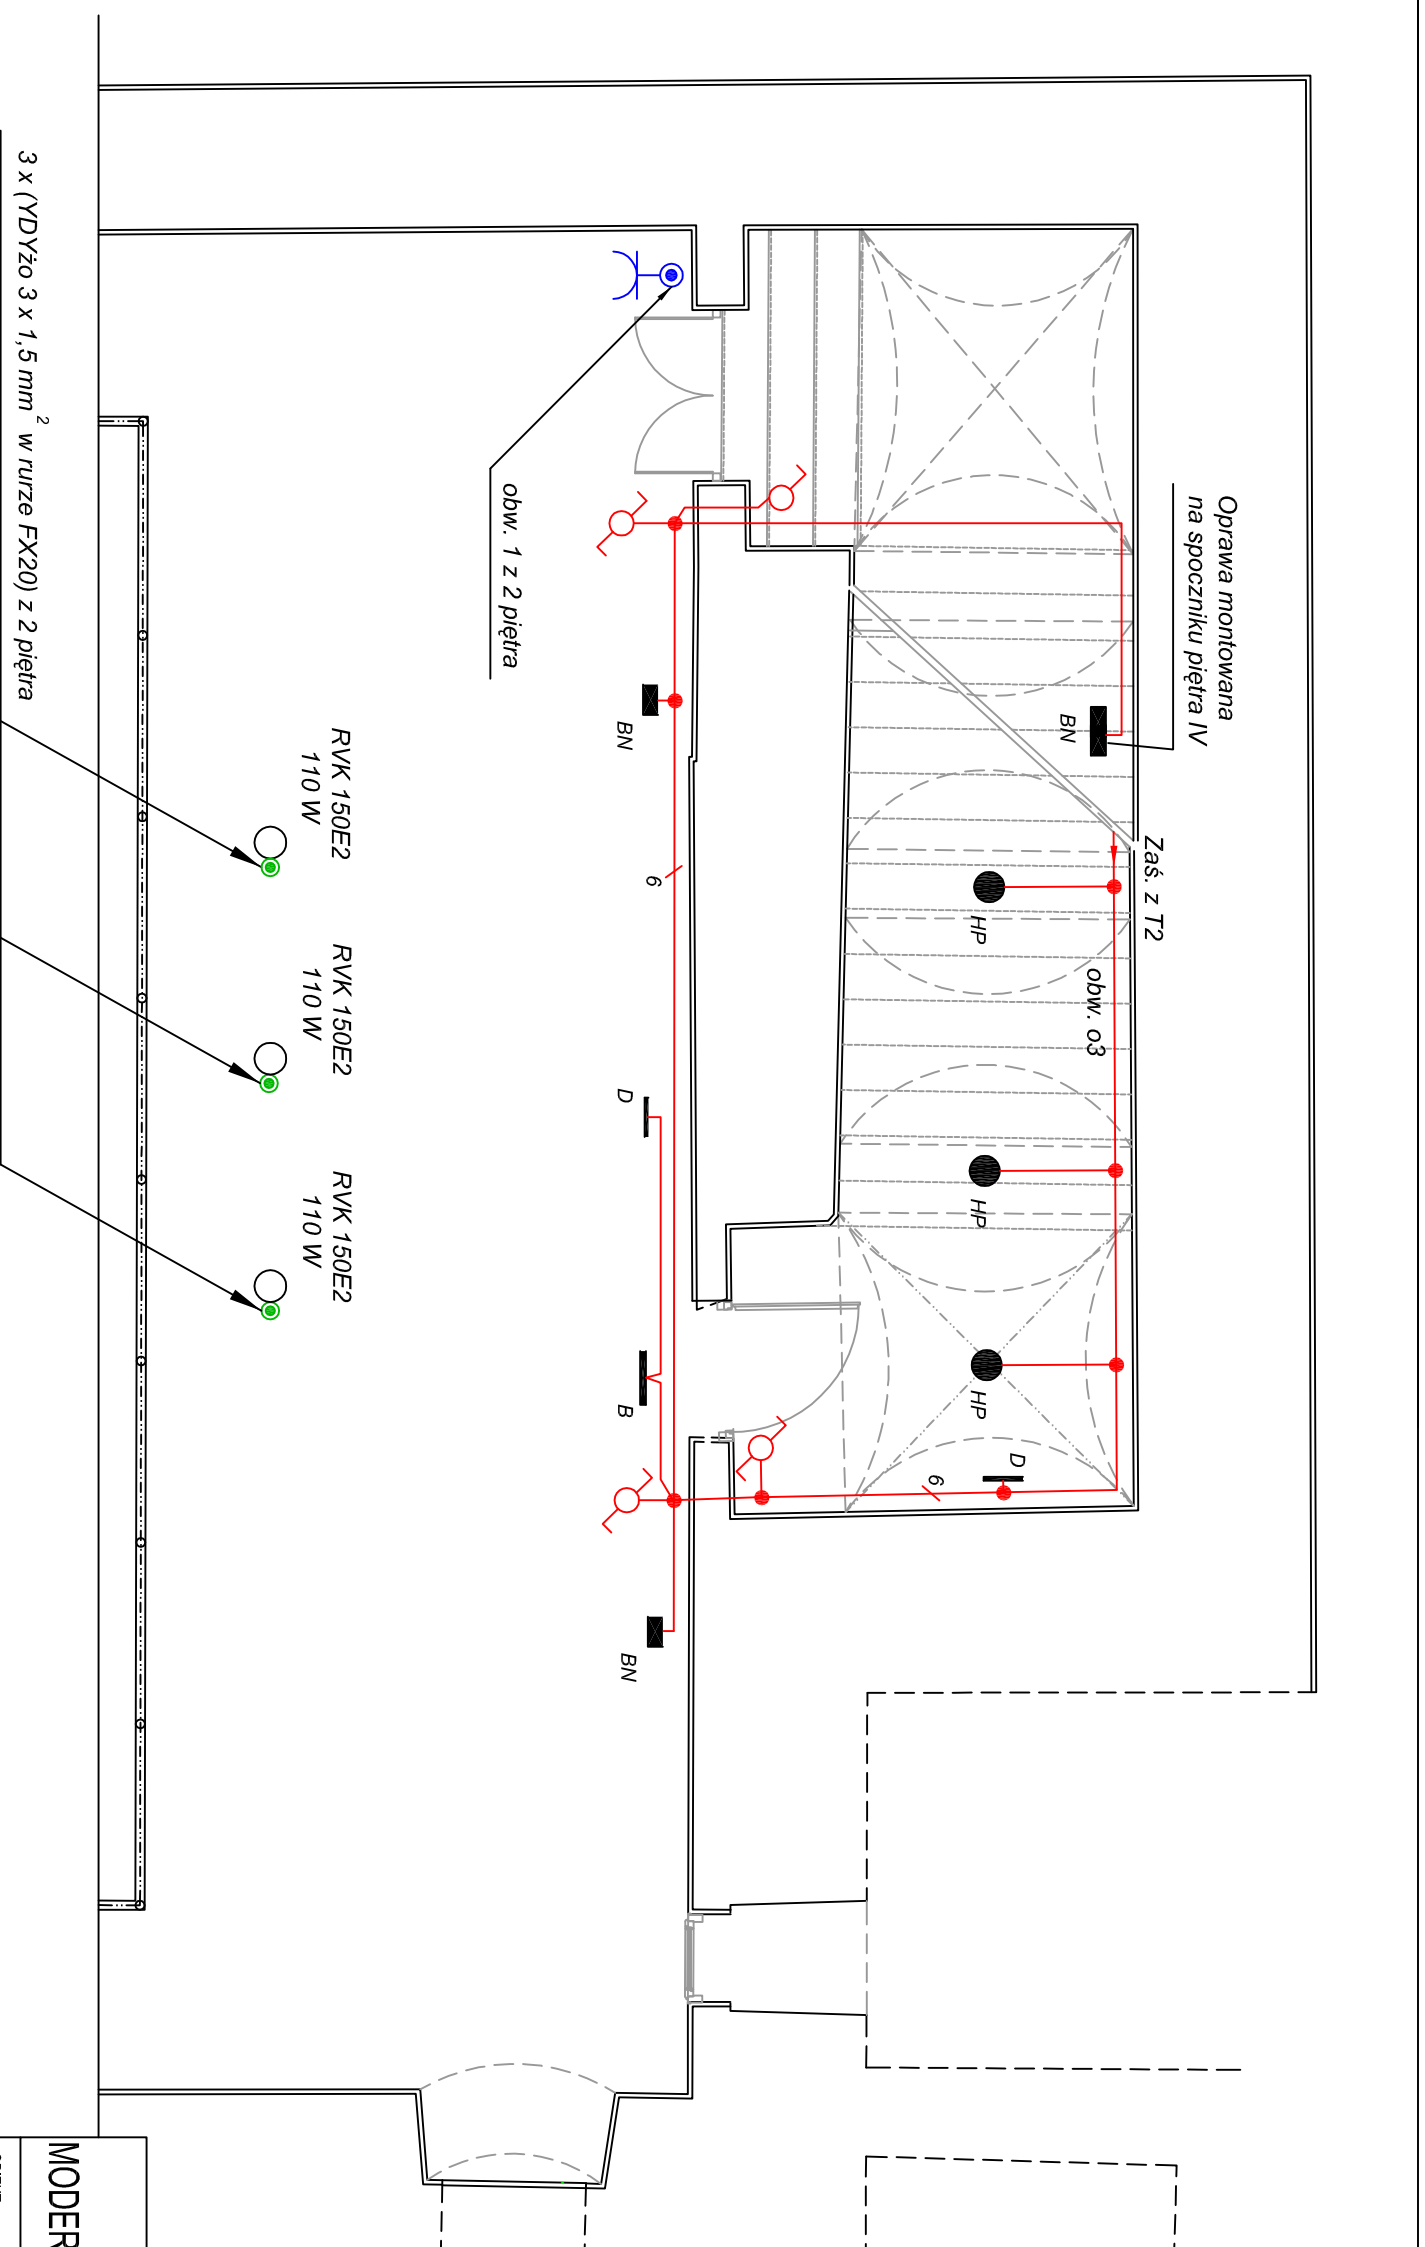 Oprawa montowana
na spoczniku piętra IV
BN
Zaś. z T2
obw. o3
HP
HP
HP
D
6
obw. 1 z 2 piętra
BN
6
D
B
BN
RVK 150E2
110 W
RVK 150E2
110 W
RVK 150E2
110 W
3 x (YDYżo 3 x 1,5 mm² w rurze FX20) z 2 piętra
MODER